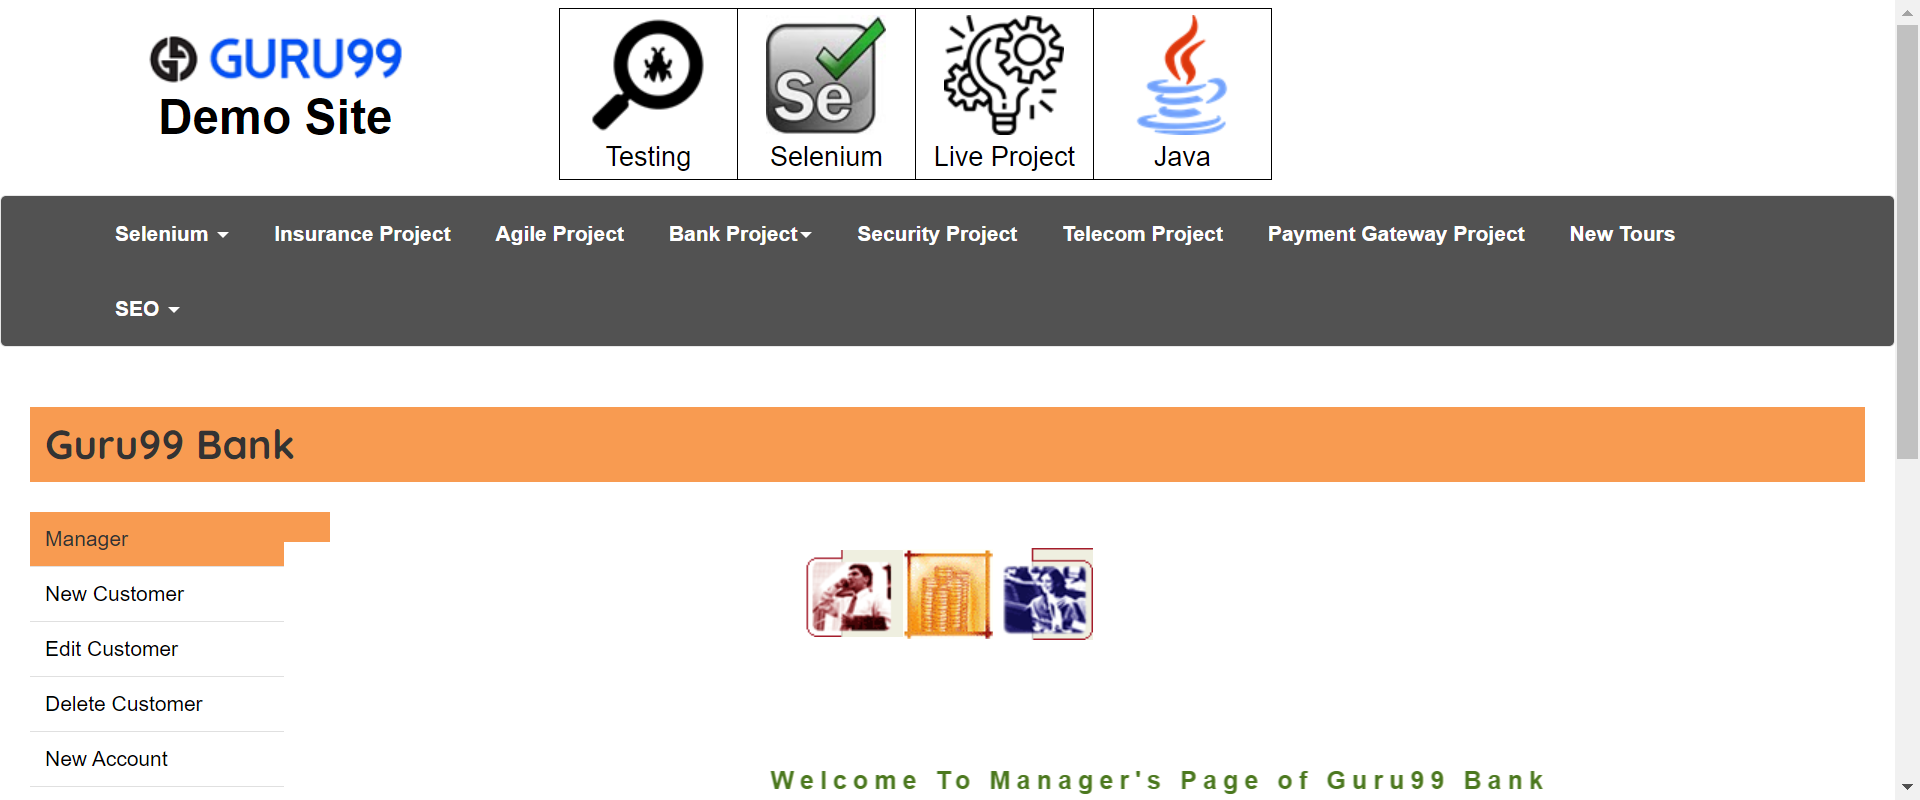 GURU99
Demo Site
Se
Testing
Selenium
Live Project
Java
Selenium
Insurance Project
Agile Project
Bank Project
Security Project
Telecom Project
Payment Gateway Project
New Tours
SEO
Guru99 Bank
Manager
New Customer
Edit Customer
Delete Customer
New Account
Welcome To Manager's Page of Guru99 Bank